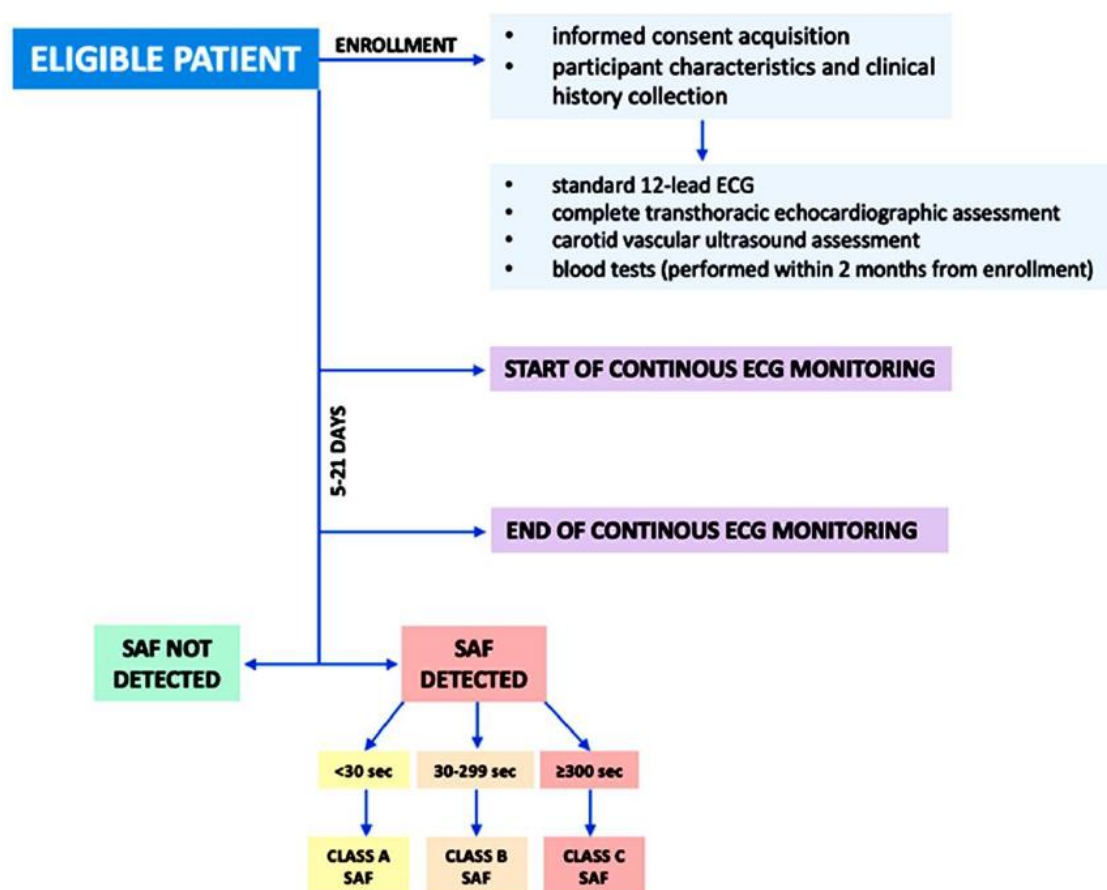 ELIGIBLE PATIENT
ENROLLMENT
• informed consent acquisition
• participant characteristics and clinical
history collection
• standard 12-lead ECG
• complete transthoracic echocardiographic assessment
• carotid vascular ultrasound assessment
• blood tests (performed within 2 months from enrollment)
START OF CONTINOUS ECG MONITORING
5-21 DAYS
END OF CONTINOUS ECG MONITORING
SAF NOT
DETECTED
SAF
DETECTED
<30 sec
30-299 sec
≥300 sec
CLASS A
SAF
CLASS B
SAF
CLASS C
SAF